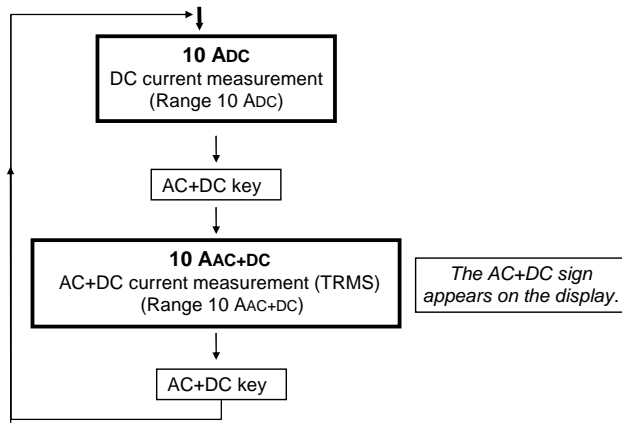 10 ADC
DC current measurement
(Range 10 ADC)
AC+DC key
10 AAC+DC
AC+DC current measurement (TRMS)
(Range 10 AAC+DC)
The AC+DC sign
appears on the display.
AC+DC key